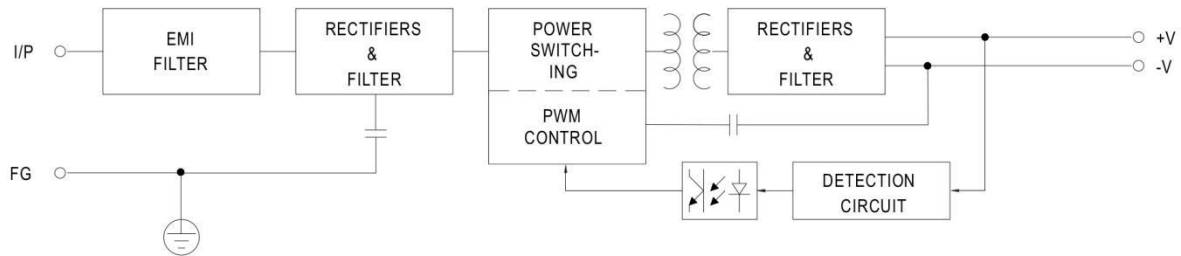 I/P
EMI
FILTER
RECTIFIERS
&
FILTER
POWER
SWITCH-
ING
PWM
CONTROL
RECTIFIERS
&
FILTER
+V
-V
FG
DETECTION
CIRCUIT